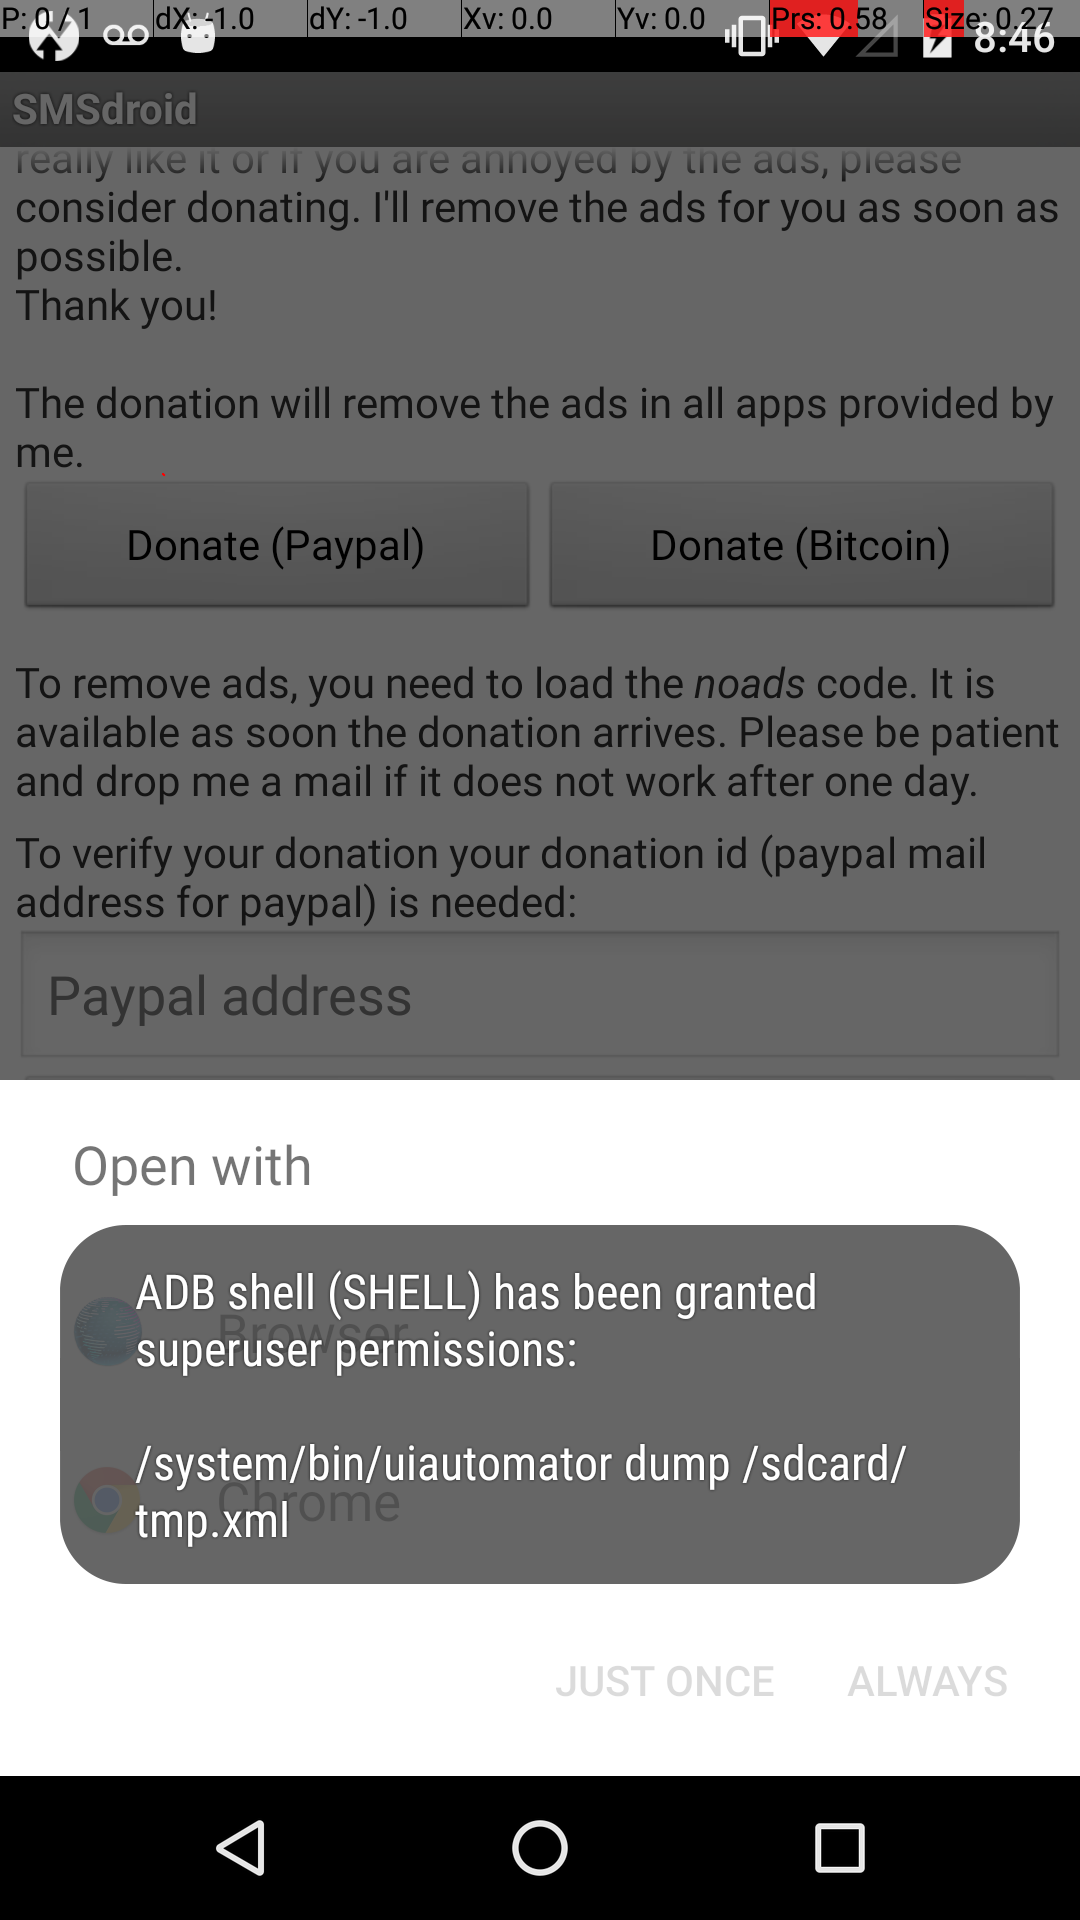 P: 0 / 1 dX: -1.0 dY: -1.0 Xv: 0.0 Yv: 0.0 Prs: 0.58 Size: 0.27
8:46
SMSdroid
really like it or if you are annoyed by the ads, please
consider donating. I'll remove the ads for you as soon as
possible.
Thank you!
The donation will remove the ads in all apps provided by
me.
Donate (Paypal) Donate (Bitcoin)
To remove ads, you need to load the noads code. It is
available as soon the donation arrives. Please be patient
and drop me a mail if it does not work after one day.
To verify your donation your donation id (paypal mail
address for paypal) is needed:
Paypal address
Open with
ADB shell (SHELL) has been granted
Browser
superuser permissions:
/system/bin/uiautomator dump /sdcard/
Chrome
tmp.xml
JUST ONCE ALWAYS